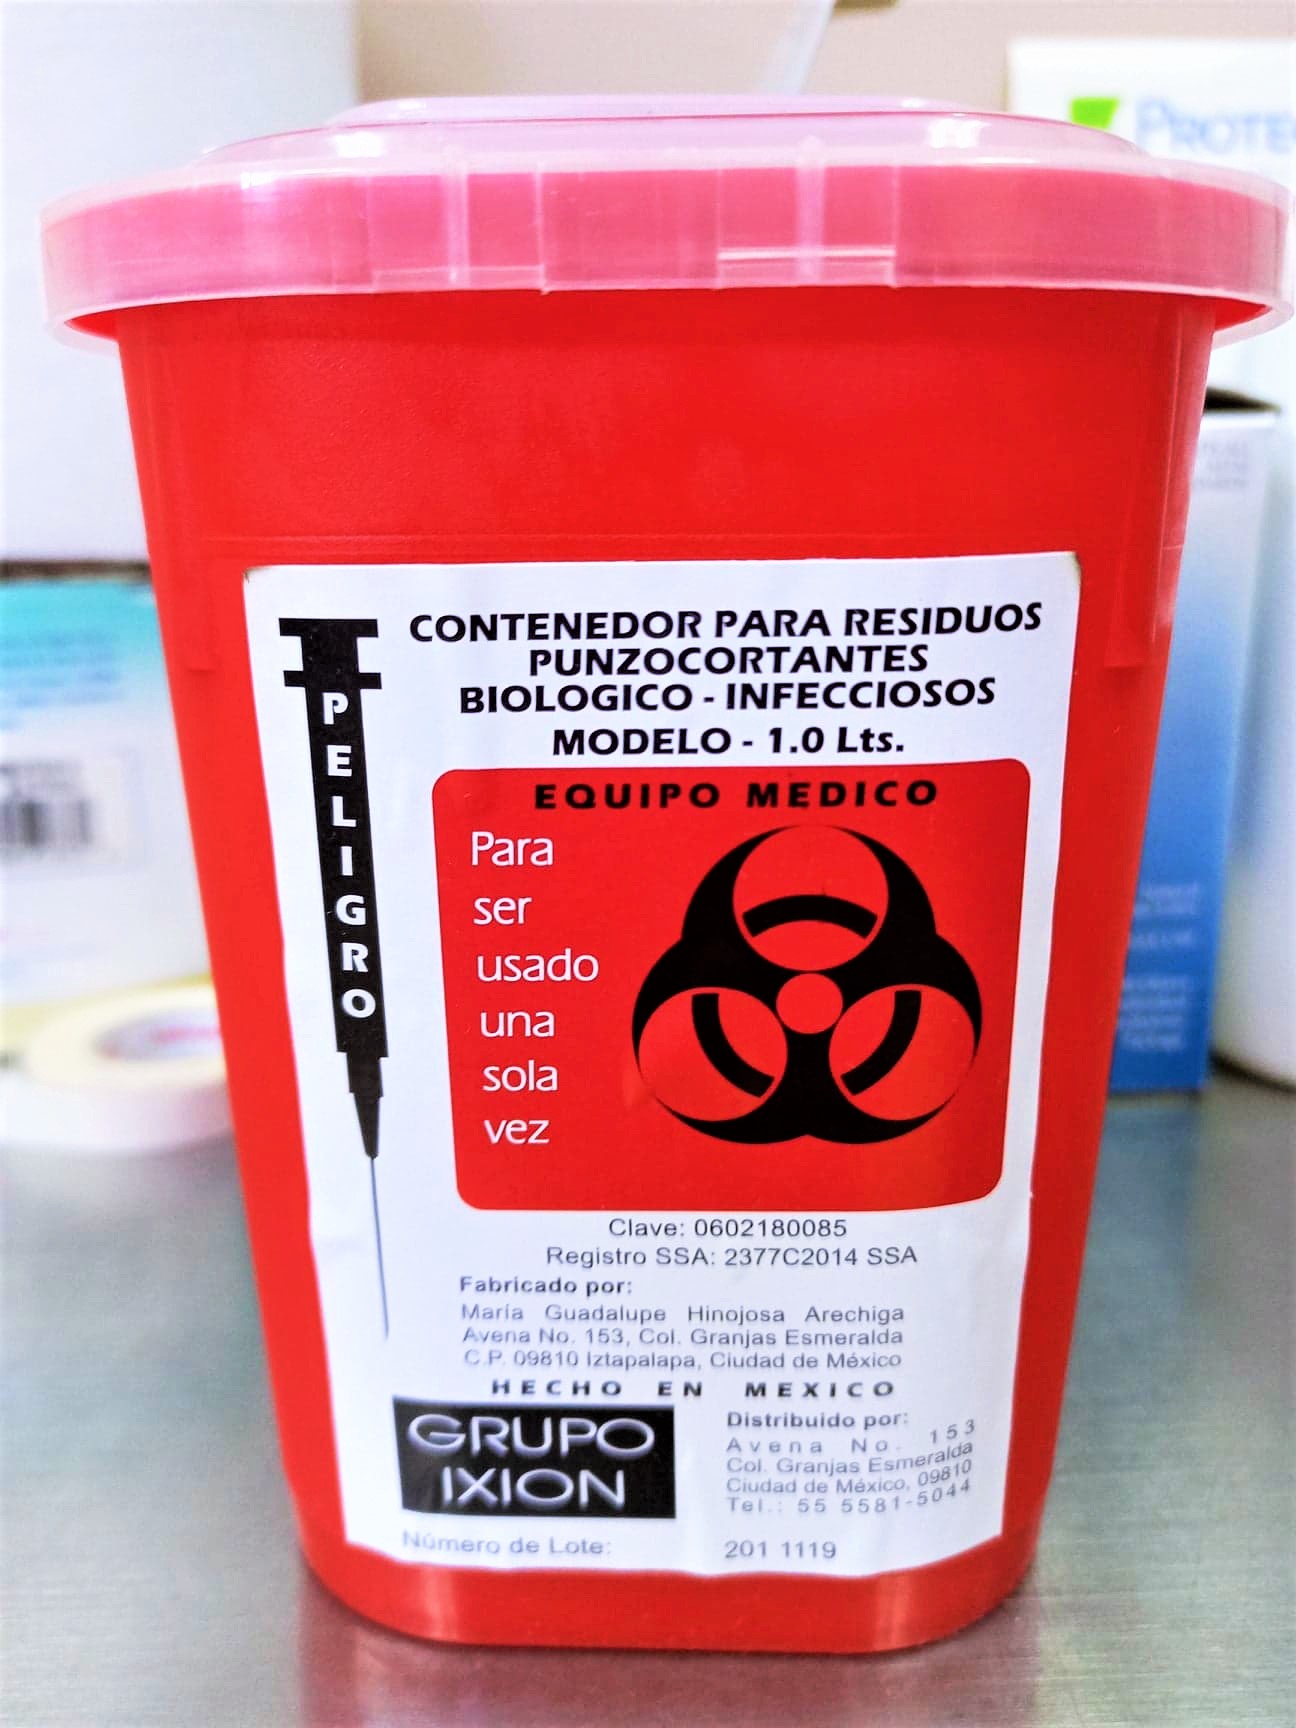 PROTE
CONTENEDOR PARA RESIDUOS
PUNZOCORTANTES
BIOLOGICO - INFECCIOSOS
MODELO - 1.0 Lts.
PELIGRO
EQUIPO MEDICO
Para
ser
usado
una
sola
vez
Clave: 0602180085
Registro SSA: 2377C2014 SSA
Fabricado por:
María Guadalupe Hinojosa Arechiga
Avena No. 153, Col. Granjas Esmeralda
C.P. 09810 Iztapalapa, Ciudad de México
HECHO EN MEXICO
GRUPO
IXION
Distribuido por:
Avena No. 153
Col. Granjas Esmeralda
Ciudad de México, 09810
Tel.: 55 5581-5044
Número de Lote: 201 1119